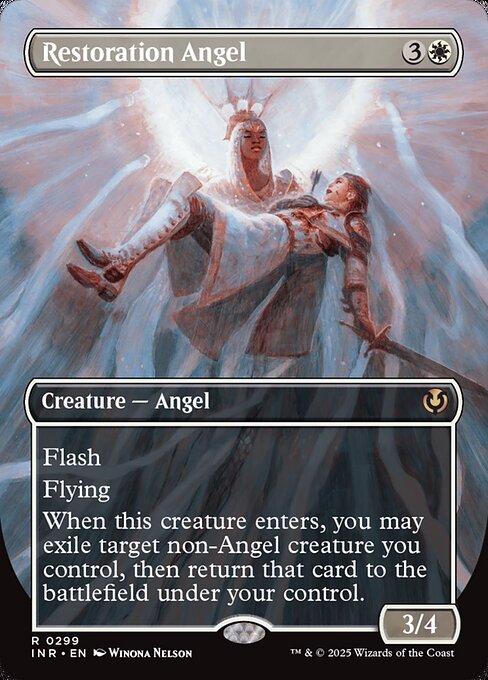 Restoration Angel 3
Creature — Angel
Flash
Flying
When this creature enters, you may
exile target non-Angel creature you
control, then return that card to the
battlefield under your control.
3/4
R 0299
INR • EN Winona Nelson ™ & © 2025 Wizards of the Coast